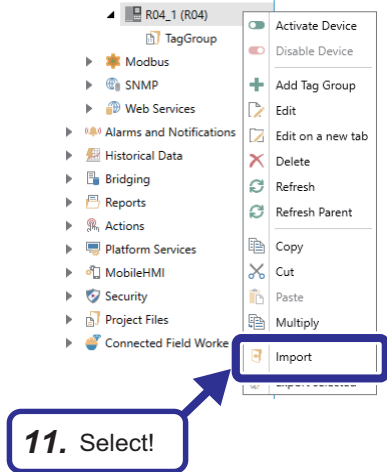 R04_1 (R04)
TagGroup
Modbus
SNMP
Web Services
Alarms and Notifications
Historical Data
Bridging
Reports
Actions
Platform Services
MobileHMI
Security
Project Files
Connected Field Worke
Activate Device
Disable Device
Add Tag Group
Edit
Edit on a new tab
Delete
Refresh
Refresh Parent
Copy
Cut
Paste
Multiply
Import
Export Selected
11. Select!